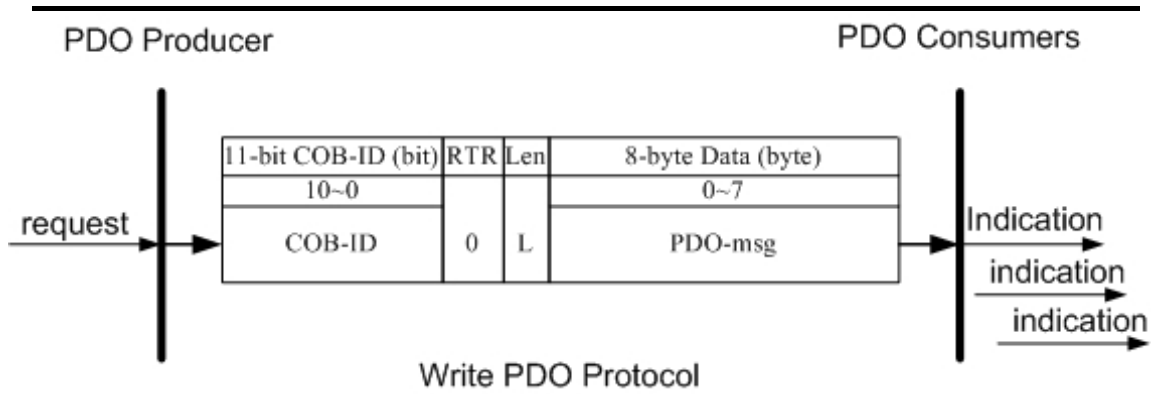 PDO Producer
PDO Consumers
11-bit COB-ID (bit) RTR Len 8-byte Data (byte)
10~0 0~7
request COB-ID 0 L PDO-msg Indication
indication
indication
Write PDO Protocol